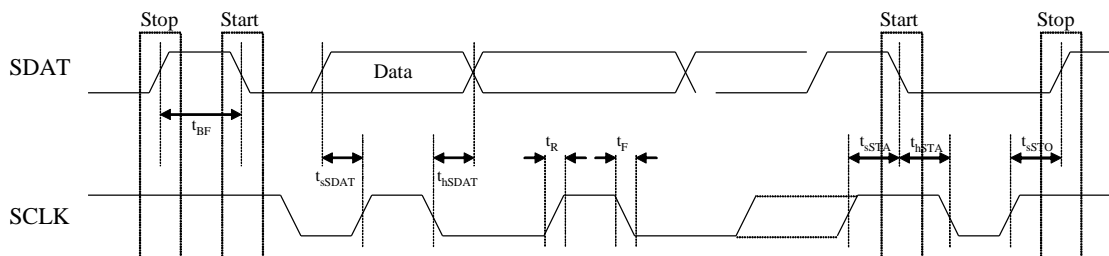 Stop Start Start Stop
SDAT Data
tBF
tR tF tsSTA thSTA tsSTO
tsSDAT thSDAT
SCLK